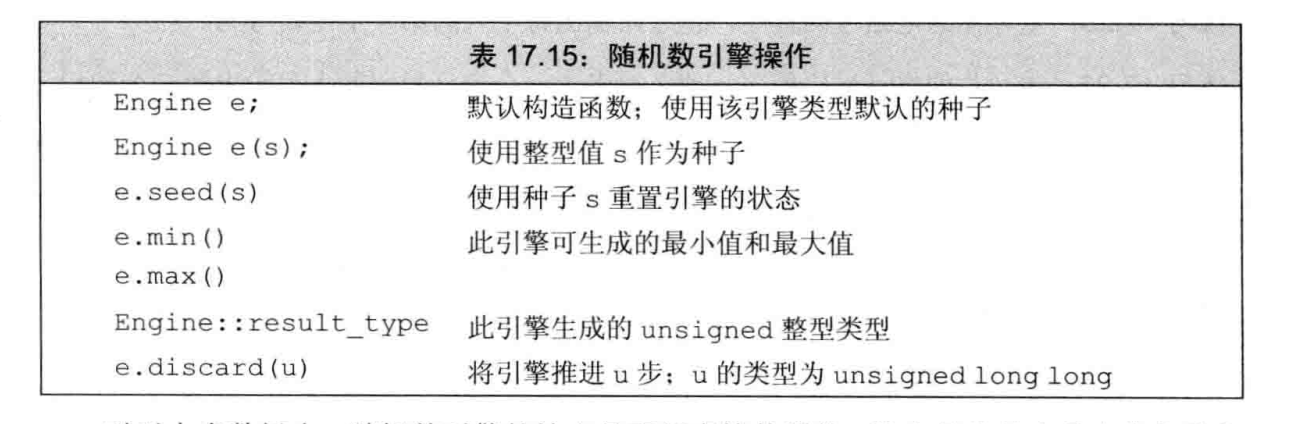 表 17.15：随机数引擎操作
Engine e; 默认构造函数；使用该引擎类型默认的种子
Engine e(s); 使用整型值 s 作为种子
e.seed(s) 使用种子 s 重置引擎的状态
e.min() 此引擎可生成的最小值和最大值
e.max()
Engine::result_type 此引擎生成的 unsigned 整型类型
e.discard(u) 将引擎推进 u 步；u 的类型为 unsigned long long